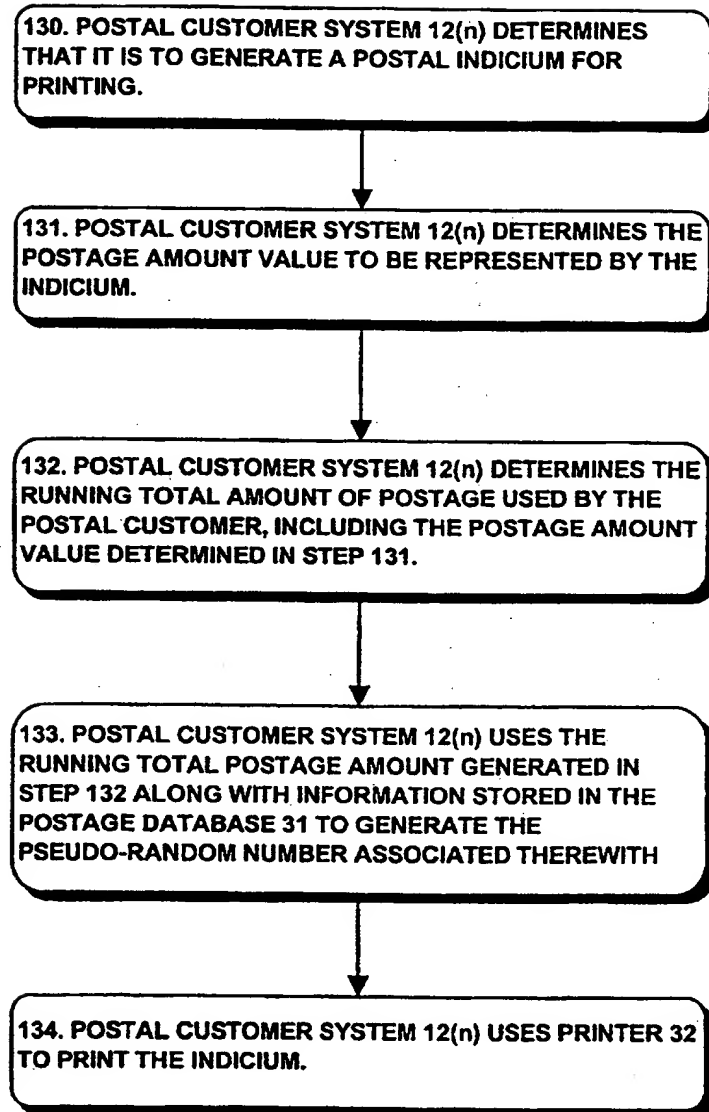 130. POSTAL CUSTOMER SYSTEM 12(n) DETERMINES
THAT IT IS TO GENERATE A POSTAL INDICIUM FOR
PRINTING.
131. POSTAL CUSTOMER SYSTEM 12(n) DETERMINES THE
POSTAGE AMOUNT VALUE TO BE REPRESENTED BY THE
INDICIUM.
132. POSTAL CUSTOMER SYSTEM 12(n) DETERMINES THE
RUNNING TOTAL AMOUNT OF POSTAGE USED BY THE
POSTAL CUSTOMER, INCLUDING THE POSTAGE AMOUNT
VALUE DETERMINED IN STEP 131.
133. POSTAL CUSTOMER SYSTEM 12(n) USES THE
RUNNING TOTAL POSTAGE AMOUNT GENERATED IN
STEP 132 ALONG WITH INFORMATION STORED IN THE
POSTAGE DATABASE 31 TO GENERATE THE
PSEUDO-RANDOM NUMBER ASSOCIATED THEREWITH
134. POSTAL CUSTOMER SYSTEM 12(n) USES PRINTER 32
TO PRINT THE INDICIUM.